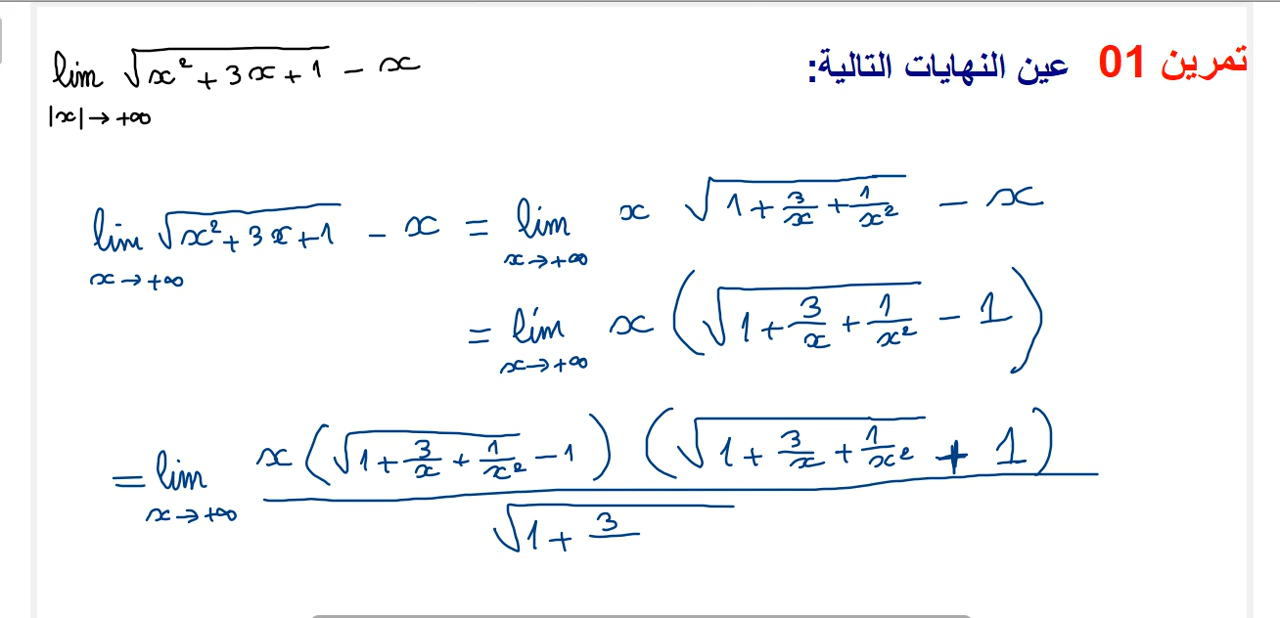 تمرين 01 عين النهايات التالية:
lim √(x² + 3x + 1) − x
|x| → +∞
lim √(x² + 3x + 1) − x = lim x √(1 + 3/x + 1/x²) − x
x → +∞ x → +∞
= lim x (√(1 + 3/x + 1/x²) − 1)
x → +∞
= lim x (√(1 + 3/x + 1/x²) − 1) (√(1 + 3/x + 1/x²) + 1)
x → +∞
√(1 + 3